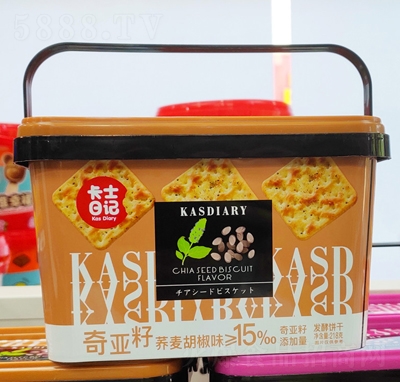 5888.TV
卡士
日记
Kas Diary
KASDIARY
CHIA SEED BISCUIT
FLAVOR
チアシードビスケット
KASD KASD
奇亚籽 荞麦胡椒味≥15‰ 奇亚籽
添加量
发酵饼干